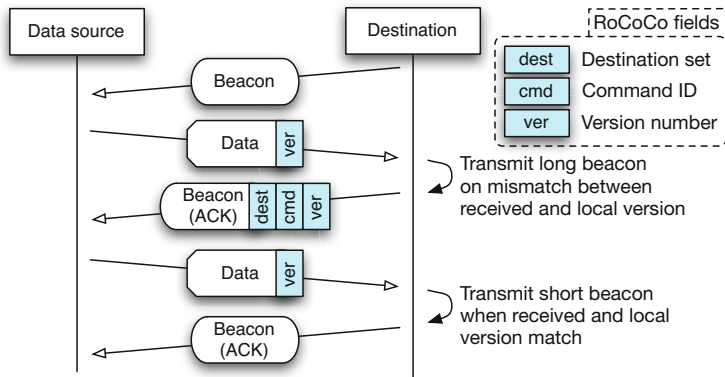 RoCoCo fields
Data source
Destination
dest Destination set
cmd Command ID
ver Version number
Beacon
Data ver
Transmit long beacon
on mismatch between
received and local version
Beacon
(ACK) dest cmd ver
Data ver
Transmit short beacon
when received and local
version match
Beacon
(ACK)